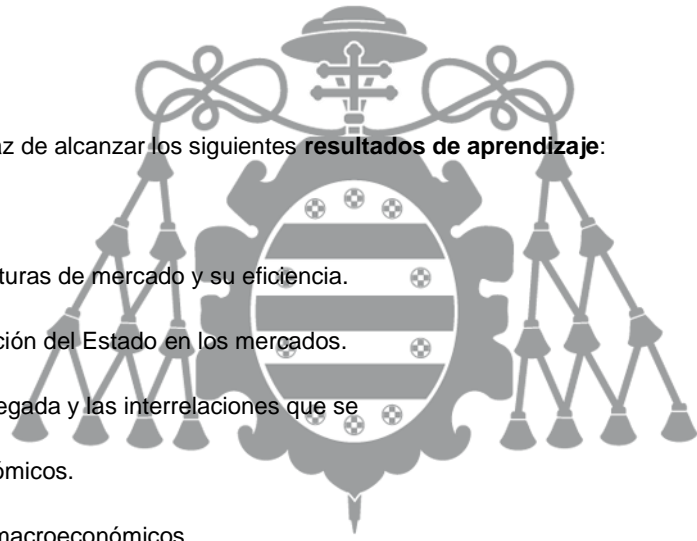 az de alcanzar los siguientes resultados de aprendizaje:
turas de mercado y su eficiencia.
ción del Estado en los mercados.
egada y las interrelaciones que se
ómicos.
macroeconómicos